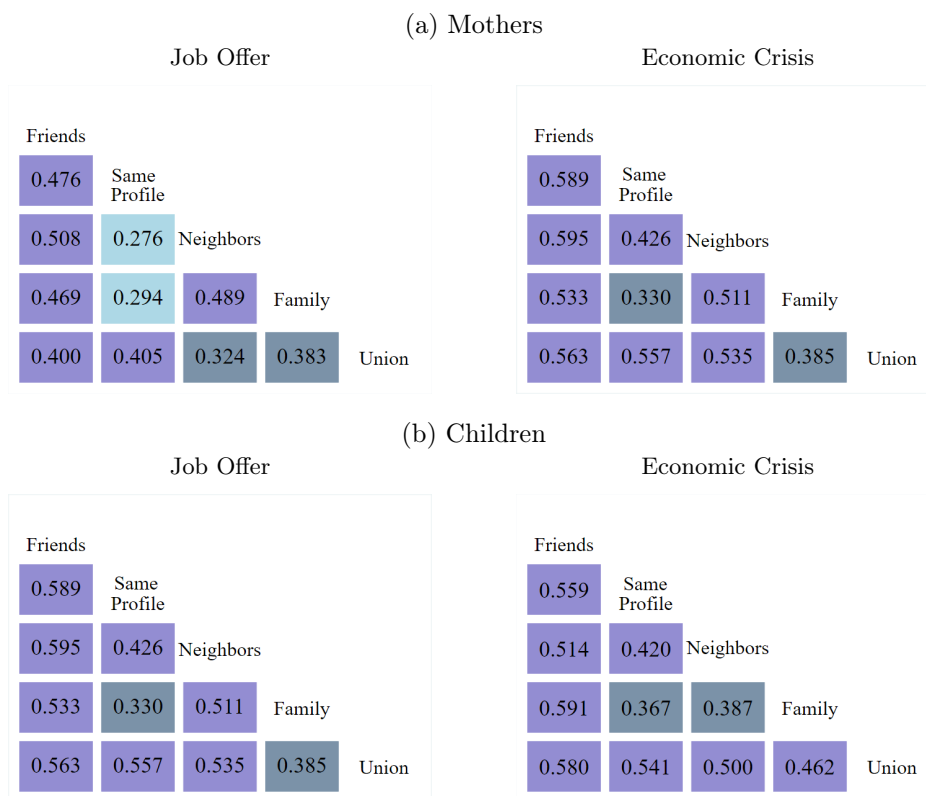 (a) Mothers
Job Offer
Economic Crisis
Friends
0.476
Same
Profile
0.508
0.276
Neighbors
0.469
0.294
0.489
Family
0.400
0.405
0.324
0.383
Union
Friends
0.589
Same
Profile
0.595
0.426
Neighbors
0.533
0.330
0.511
Family
0.563
0.557
0.535
0.385
Union
(b) Children
Job Offer
Economic Crisis
Friends
0.589
Same
Profile
0.595
0.426
Neighbors
0.533
0.330
0.511
Family
0.563
0.557
0.535
0.385
Union
Friends
0.559
Same
Profile
0.514
0.420
Neighbors
0.591
0.367
0.387
Family
0.580
0.541
0.500
0.462
Union